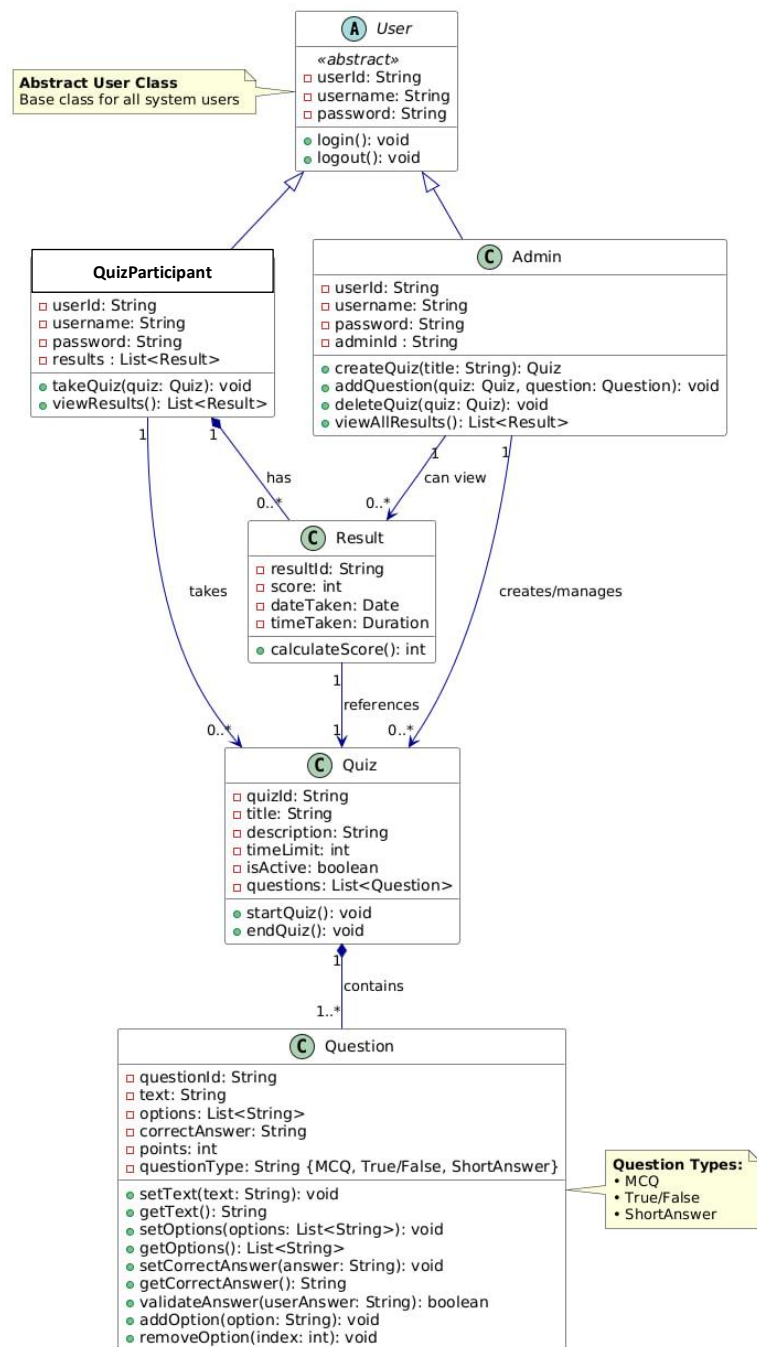 A User
«abstract»
userId: String
username: String
password: String
login(): void
logout(): void
Abstract User Class
Base class for all system users
QuizParticipant
userId: String
username: String
password: String
results : List<Result>
takeQuiz(quiz: Quiz): void
viewResults(): List<Result>
C Admin
userId: String
username: String
password: String
adminId : String
createQuiz(title: String): Quiz
addQuestion(quiz: Quiz, question: Question): void
deleteQuiz(quiz: Quiz): void
viewAllResults(): List<Result>
1
1
1
1
has
can view
0..*
0..*
C Result
resultId: String
score: int
dateTaken: Date
timeTaken: Duration
calculateScore(): int
takes
creates/manages
1
references
0..*
1
0..*
C Quiz
quizId: String
title: String
description: String
timeLimit: int
isActive: boolean
questions: List<Question>
startQuiz(): void
endQuiz(): void
1
contains
1..*
C Question
questionId: String
text: String
options: List<String>
correctAnswer: String
points: int
questionType: String {MCQ, True/False, ShortAnswer}
setText(text: String): void
getText(): String
setOptions(options: List<String>): void
getOptions(): List<String>
setCorrectAnswer(answer: String): void
getCorrectAnswer(): String
validateAnswer(userAnswer: String): boolean
addOption(option: String): void
removeOption(index: int): void
Question Types:
• MCQ
• True/False
• ShortAnswer